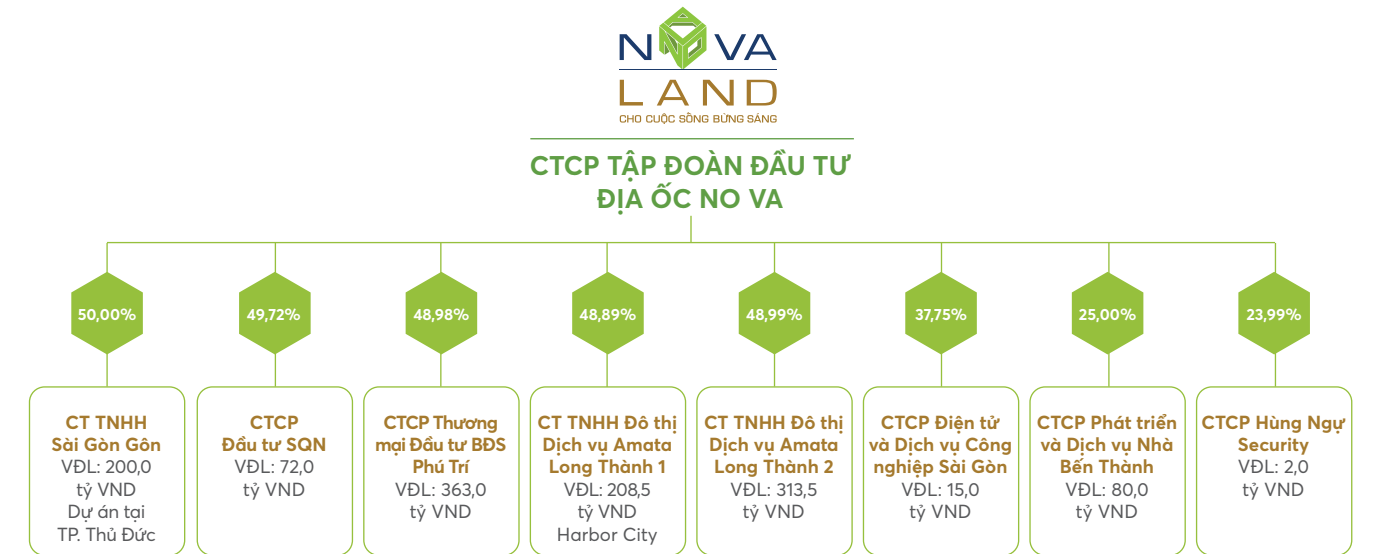 NOVA
LAND
CHO CUỘC SỐNG BỪNG SÁNG
CTCP TẬP ĐOÀN ĐẦU TƯ
ĐỊA ỐC NO VA
50,00%
49,72%
48,98%
48,89%
48,99%
37,75%
25,00%
23,99%
CT TNHH
Sài Gòn Gôn
VĐL: 200,0
tỷ VND
Dự án tại
TP. Thủ Đức
CTCP
Đầu tư SQN
VĐL: 72,0
tỷ VND
CTCP Thương
mại Đầu tư BĐS
Phú Trí
VĐL: 363,0
tỷ VND
CT TNHH Đô thị
Dịch vụ Amata
Long Thành 1
VĐL: 208,5
tỷ VND
Harbor City
CT TNHH Đô thị
Dịch vụ Amata
Long Thành 2
VĐL: 313,5
tỷ VND
CTCP Điện tử
và Dịch vụ Công
nghiệp Sài Gòn
VĐL: 15,0
tỷ VND
CTCP Phát triển
và Dịch vụ Nhà
Bến Thành
VĐL: 80,0
tỷ VND
CTCP Hùng Ngự
Security
VĐL: 2,0
tỷ VND